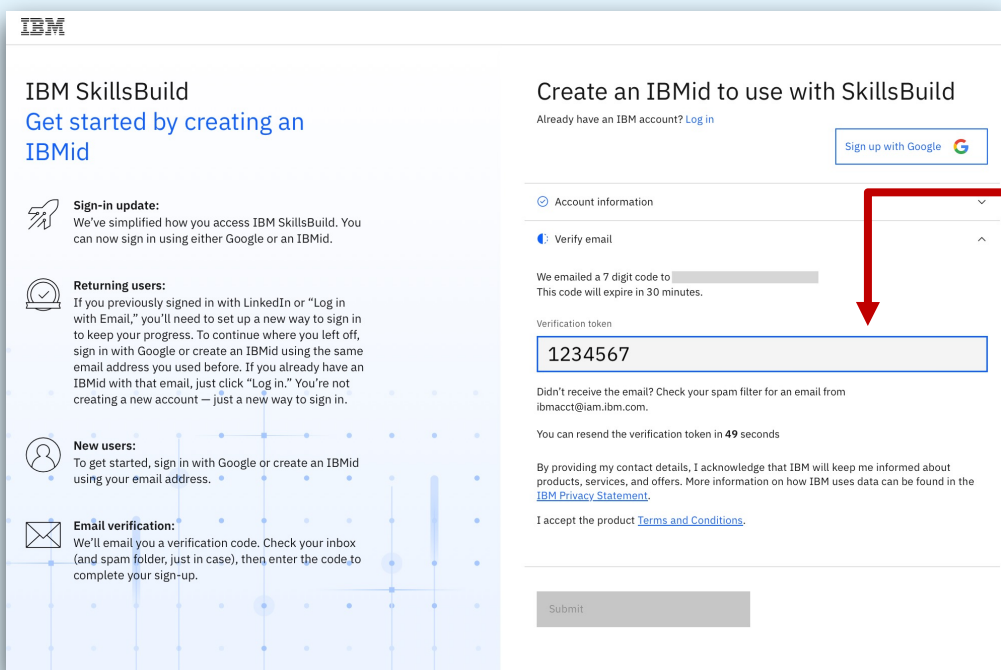 IBM
IBM SkillsBuild
Get started by creating an
IBMid
Sign-in update:
We've simplified how you access IBM SkillsBuild. You
can now sign in using either Google or an IBMid.
Returning users:
If you previously signed in with LinkedIn or “Log in
with Email,” you'll need to set up a new way to sign in
to keep your progress. To continue where you left off,
sign in with Google or create an IBMid using the same
email address you used before. If you already have an
IBMid with that email, just click “Log in.” You're not
creating a new account — just a new way to sign in.
New users:
To get started, sign in with Google or create an IBMid
using your email address.
Email verification:
We'll email you a verification code. Check your inbox
(and spam folder, just in case), then enter the code to
complete your sign-up.
Create an IBMid to use with SkillsBuild
Already have an IBM account? Log in
Sign up with Google
Account information
Verify email
We emailed a 7 digit code to
This code will expire in 30 minutes.
Verification token
1234567
Didn't receive the email? Check your spam filter for an email from
ibmacct@iam.ibm.com.
You can resend the verification token in 49 seconds
By providing my contact details, I acknowledge that IBM will keep me informed about
products, services, and offers. More information on how IBM uses data can be found in the
IBM Privacy Statement.
I accept the product Terms and Conditions.
Submit